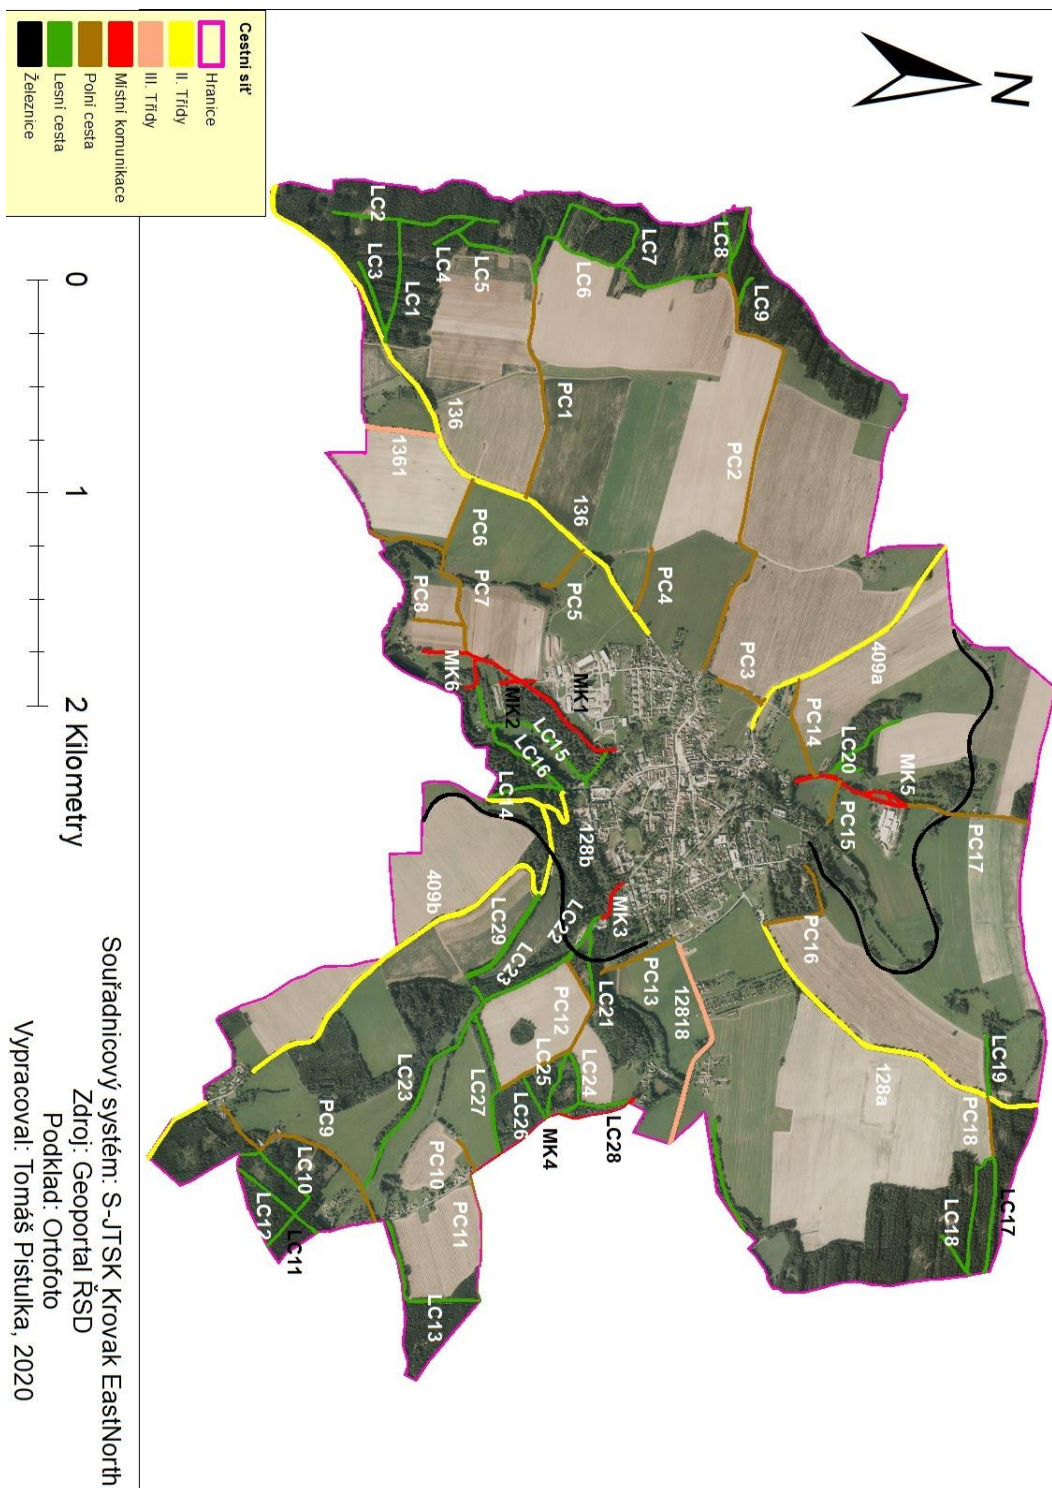 N
LC2
LC3
LC1
LC4
LC5
LC6
LC7
LC8
LC9
136
1361
PC1
136
PC2
PC6
PC7
PC8
PC5
PC4
PC3
409a
MK6
MK2
MK1
LC15
LC16
LC14
128b
PC14
LC20
MK5
PC15
PC17
PC16
409b
LC29
LC22
LC23
MK3
PC13
12818
LC21
PC12
LC25
LC24
LC26
LC27
LC23
MK4
LC28
128a
LC19
PC18
LC17
LC18
PC9
LC10
LC12
LC11
PC10
PC11
LC13
Cestní síť
Hranice
II. Třídy
III. Třídy
Místní komunikace
Polní cesta
Lesní cesta
Železnice
0 1 2 Kilometry
Souřadnicový systém: S-JTSK Krovak EastNorth
Zdroj: Geoportal ŘSD
Podklad: Ortofoto
Vypracoval: Tomáš Pistulka, 2020